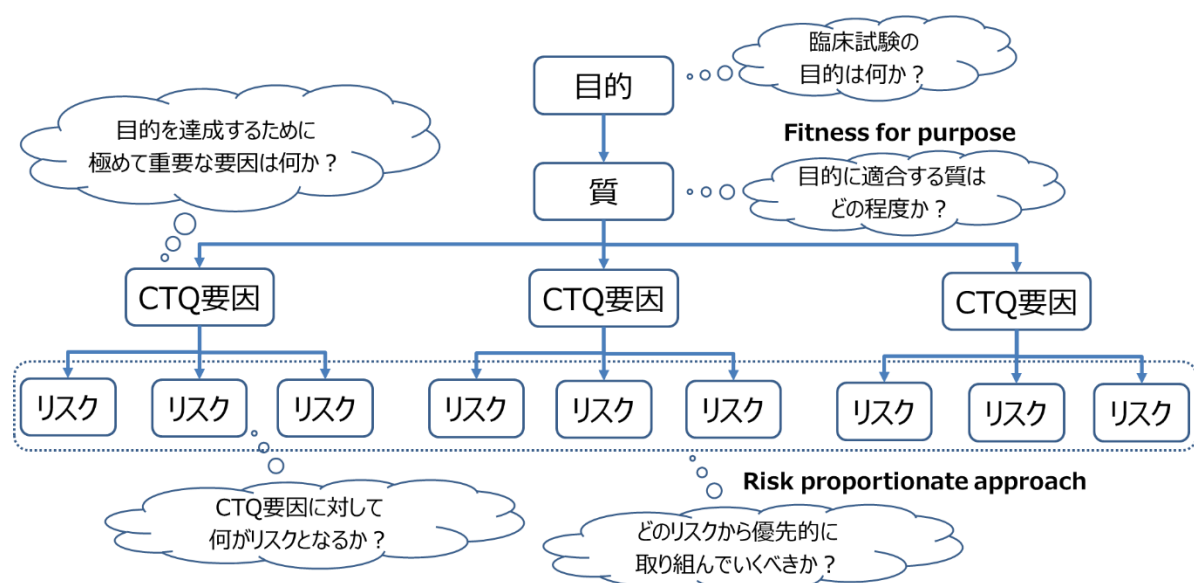 臨床試験の
目的は何か？
目的
目的を達成するために
極めて重要な要因は何か？
Fitness for purpose
質
目的に適合する質は
どの程度か？
CTQ要因
CTQ要因
CTQ要因
リスク
リスク
リスク
リスク
リスク
リスク
リスク
リスク
リスク
Risk proportionate approach
CTQ要因に対して
何がリスクとなるか？
どのリスクから優先的に
取り組んでいくべきか？